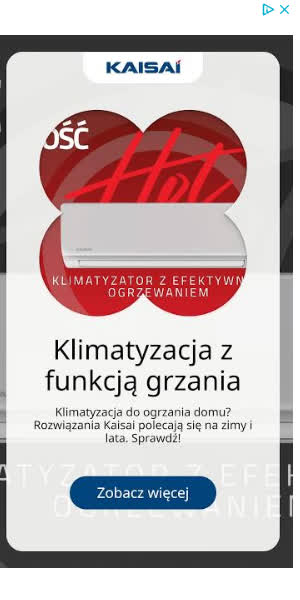 KAISAI
OŚĆ
Hot
KLIMATYZATOR Z EFEKTYWN
OGRZEWANIEM
Klimatyzacja z
funkcją grzania
Klimatyzacja do ogrzania domu?
Rozwiązania Kaisai polecają się na zimy i
lata. Sprawdź!
ATYZATOR Z EFEK
OGRZEWANIE
Zobacz więcej